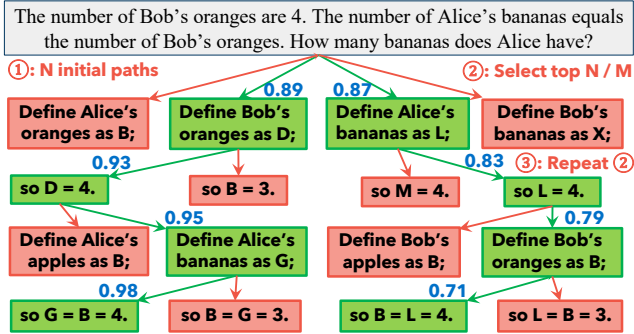 The number of Bob's oranges are 4. The number of Alice's bananas equals
the number of Bob's oranges. How many bananas does Alice have?
①: N initial paths
②: Select top N / M
0.89
0.87
Define Alice's
oranges as B;
Define Bob's
oranges as D;
Define Alice's
bananas as L;
Define Bob's
bananas as X;
0.93
0.83
③: Repeat ②
so D = 4.
so B = 3.
so M = 4.
so L = 4.
0.95
0.79
Define Alice's
apples as B;
Define Alice's
bananas as G;
Define Bob's
apples as B;
Define Bob's
oranges as B;
0.98
0.71
so G = B = 4.
so B = G = 3.
so B = L = 4.
so L = B = 3.